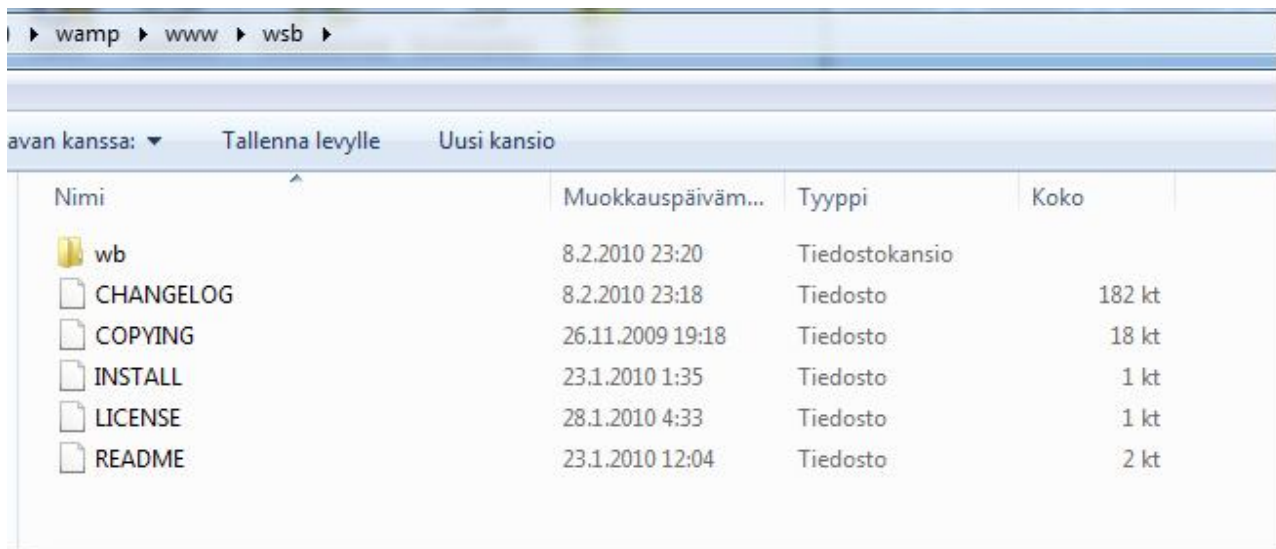 wamp www wsb
avan kanssa: Tallenna levylle Uusi kansio
Nimi Muokkauspäiväm... Tyyppi Koko
wb 8.2.2010 23:20 Tiedostokansio
CHANGELOG 8.2.2010 23:18 Tiedosto 182 kt
COPYING 26.11.2009 19:18 Tiedosto 18 kt
INSTALL 23.1.2010 1:35 Tiedosto 1 kt
LICENSE 28.1.2010 4:33 Tiedosto 1 kt
README 23.1.2010 12:04 Tiedosto 2 kt